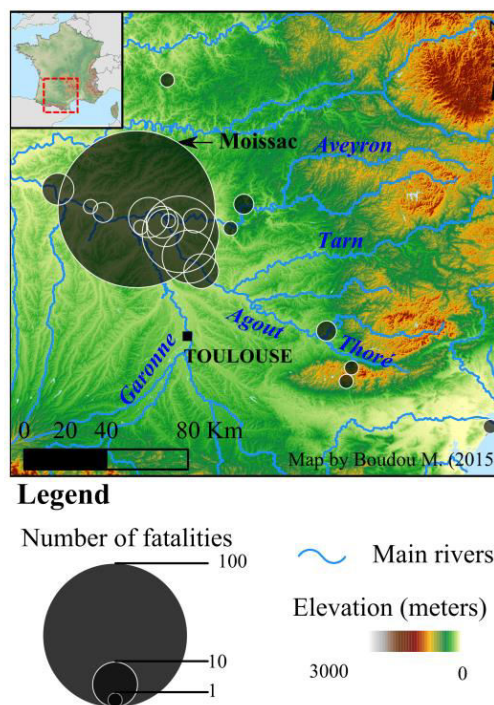 Moissac
Aveyron
Tarn
Agout
Thoré
Garonne
TOULOUSE
0 20 40 80 Km
Map by Boudou M. (2015
Legend
Number of fatalities
100
10
1
Main rivers
Elevation (meters)
3000 0